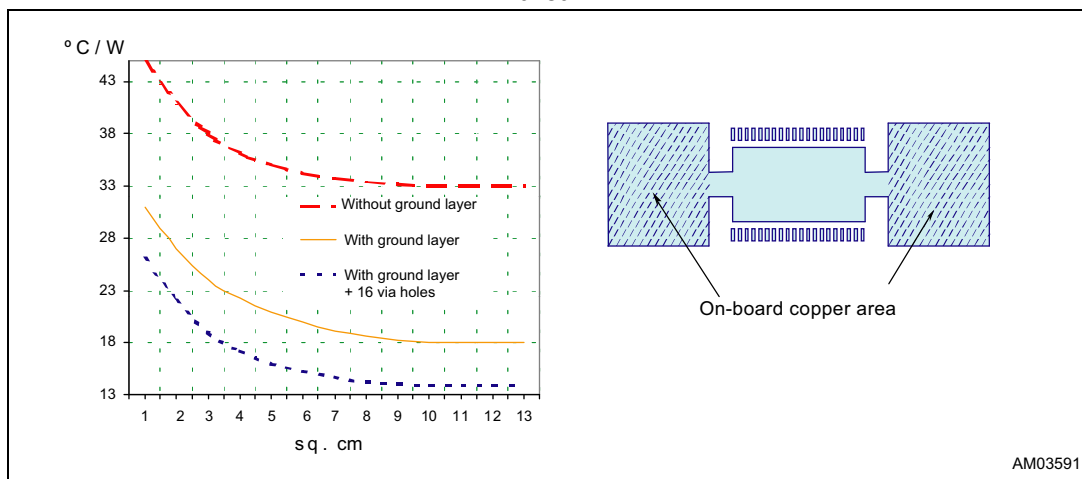 º C / W
43
38
33
28
23
18
13
Without ground layer
With ground layer
With ground layer
+ 16 via holes
1 2 3 4 5 6 7 8 9 10 11 12 13
sq. cm
On-board copper area
AM03591